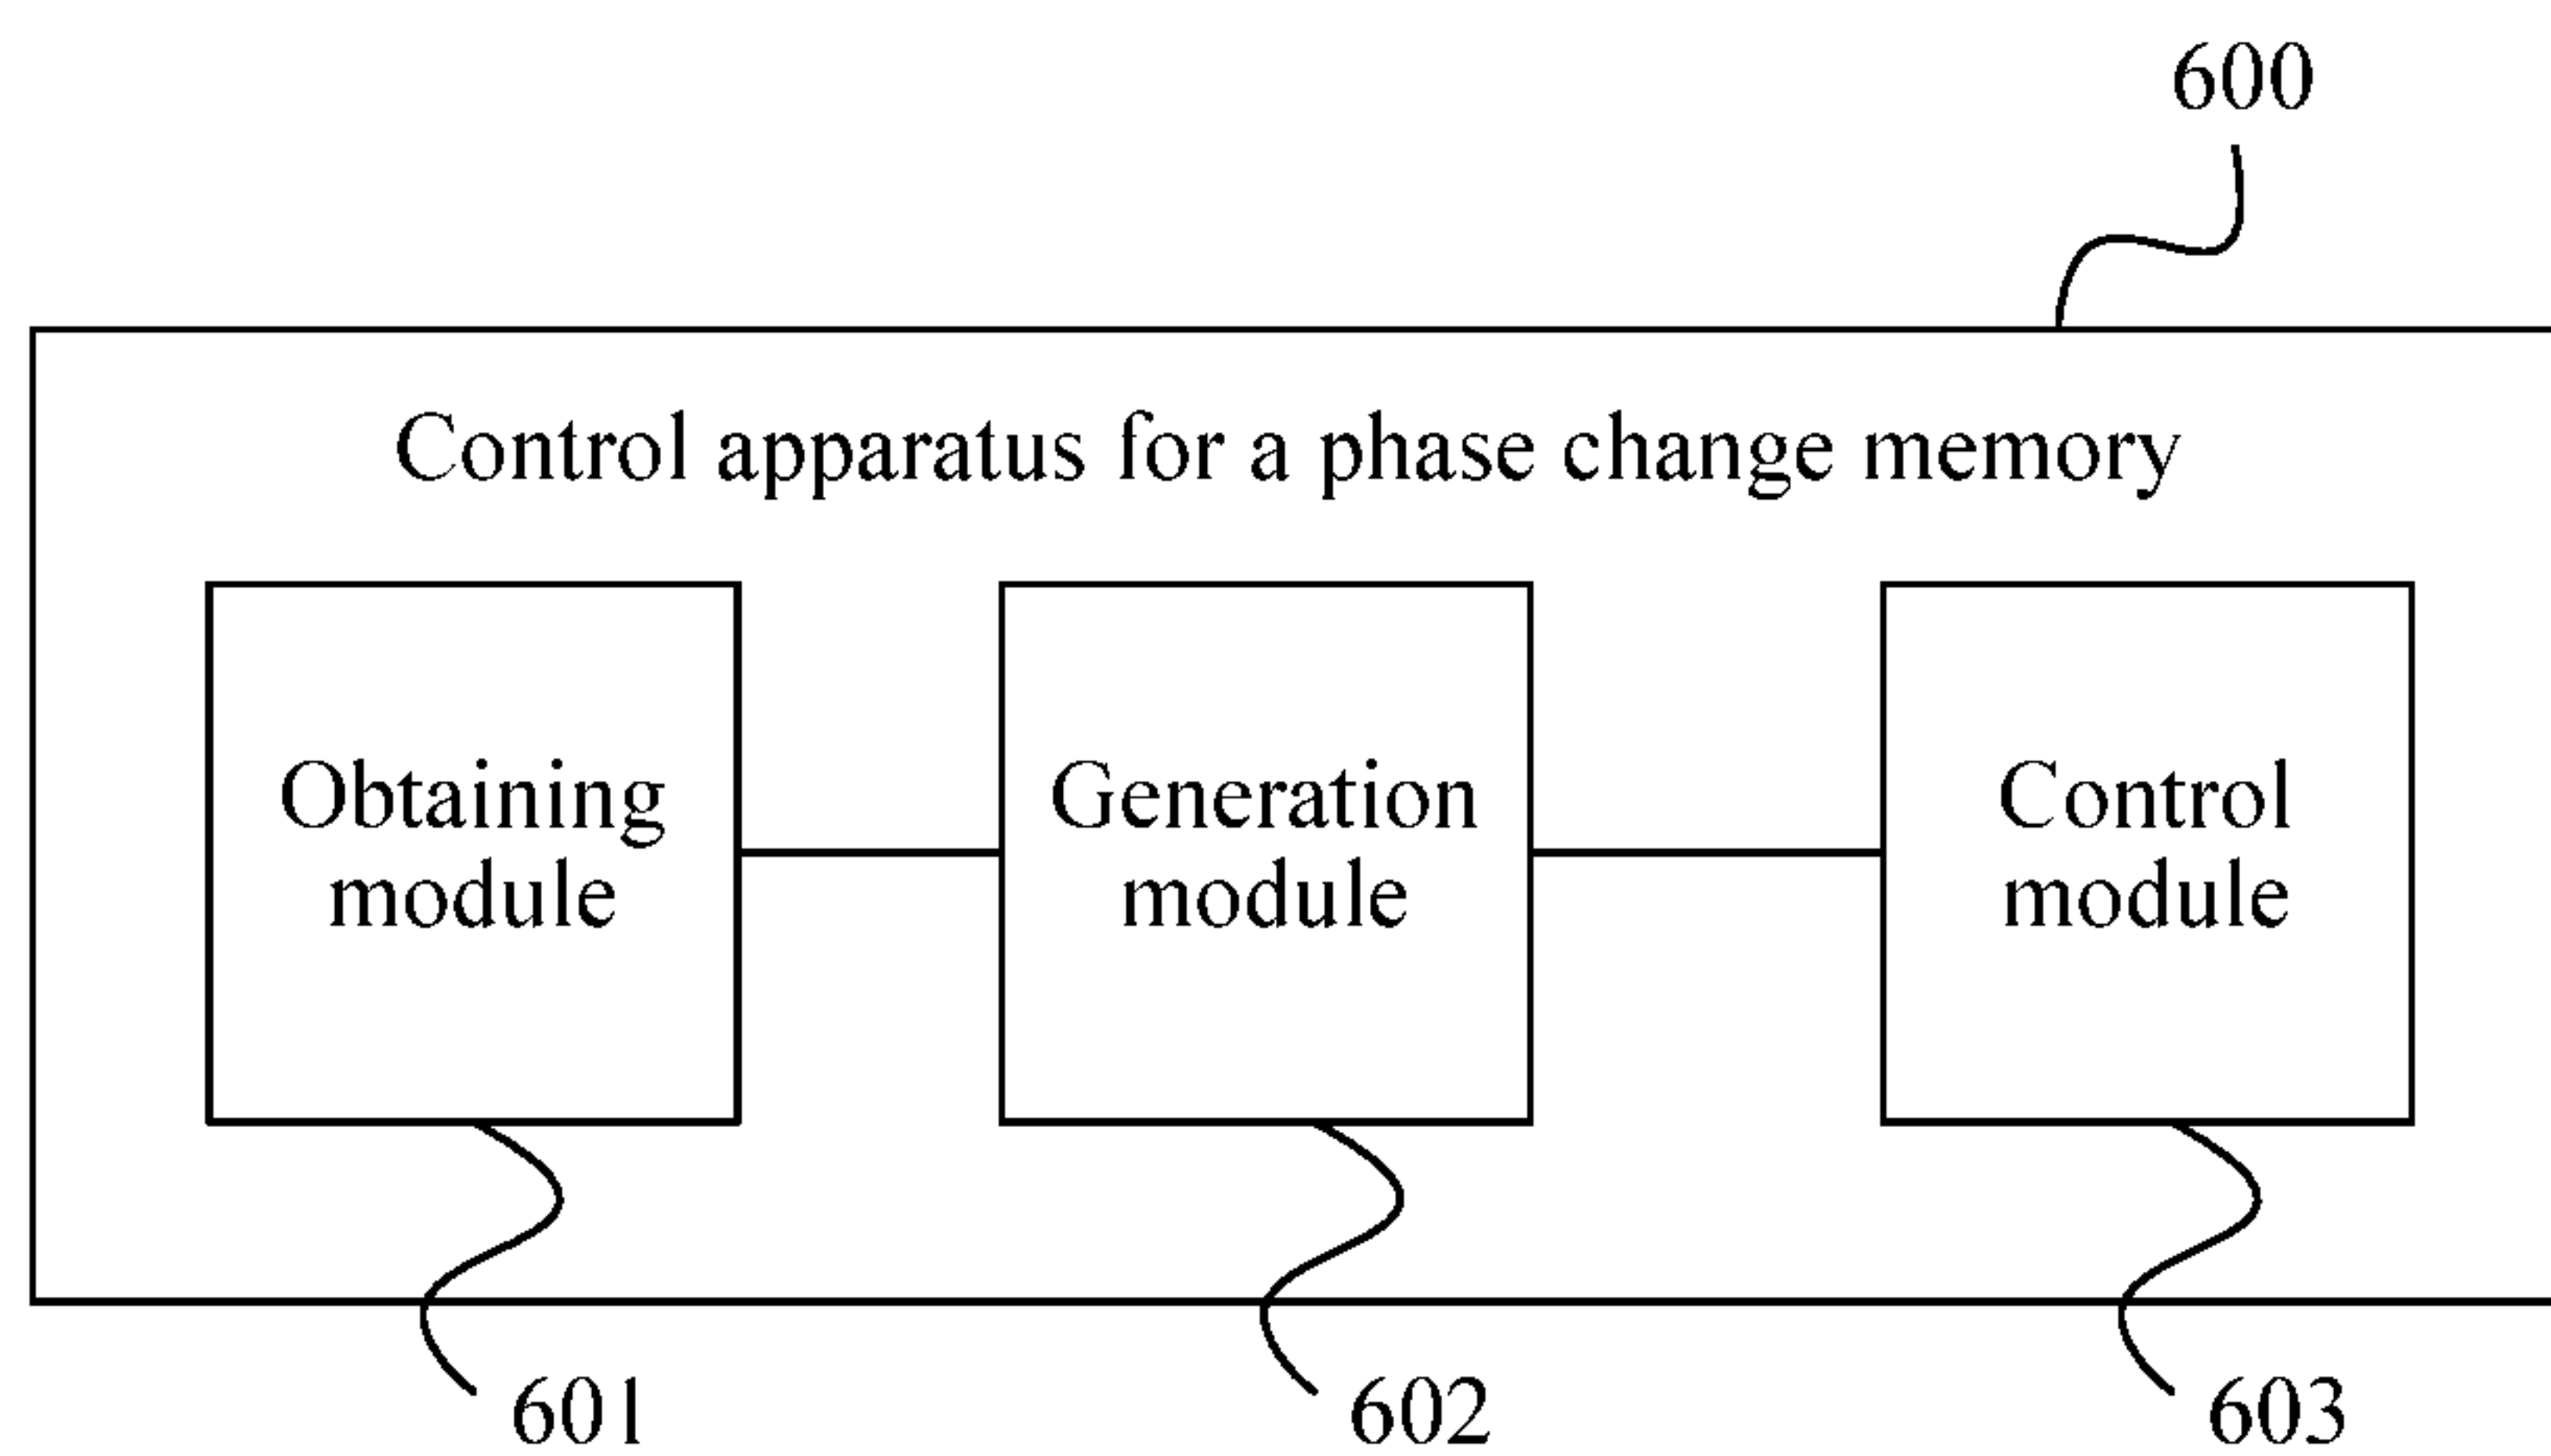 600
Control apparatus for a phase change memory
Obtaining
module
Generation
module
Control
module
601
602
603